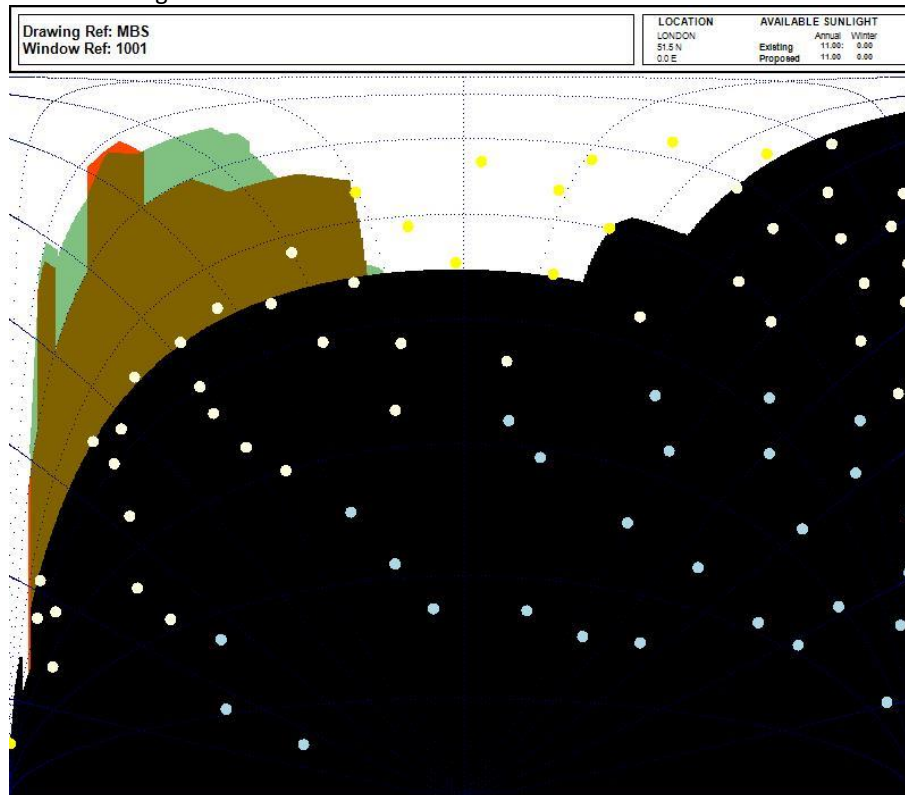 Drawing Ref: MBS
Window Ref: 1001
LOCATION
LONDON
51.5 N
0.0 E
AVAILABLE SUNLIGHT
Annual Winter
Existing 11.00: 0.00
Proposed 11.00 0.00